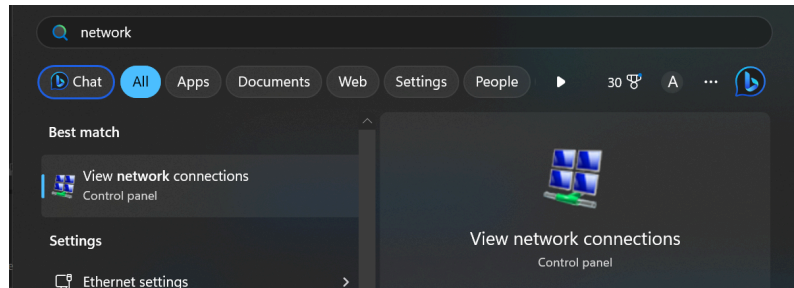 network
Chat All Apps Documents Web Settings People 30 A ...
Best match
View network connections
Control panel
Settings
Ethernet settings
View network connections
Control panel